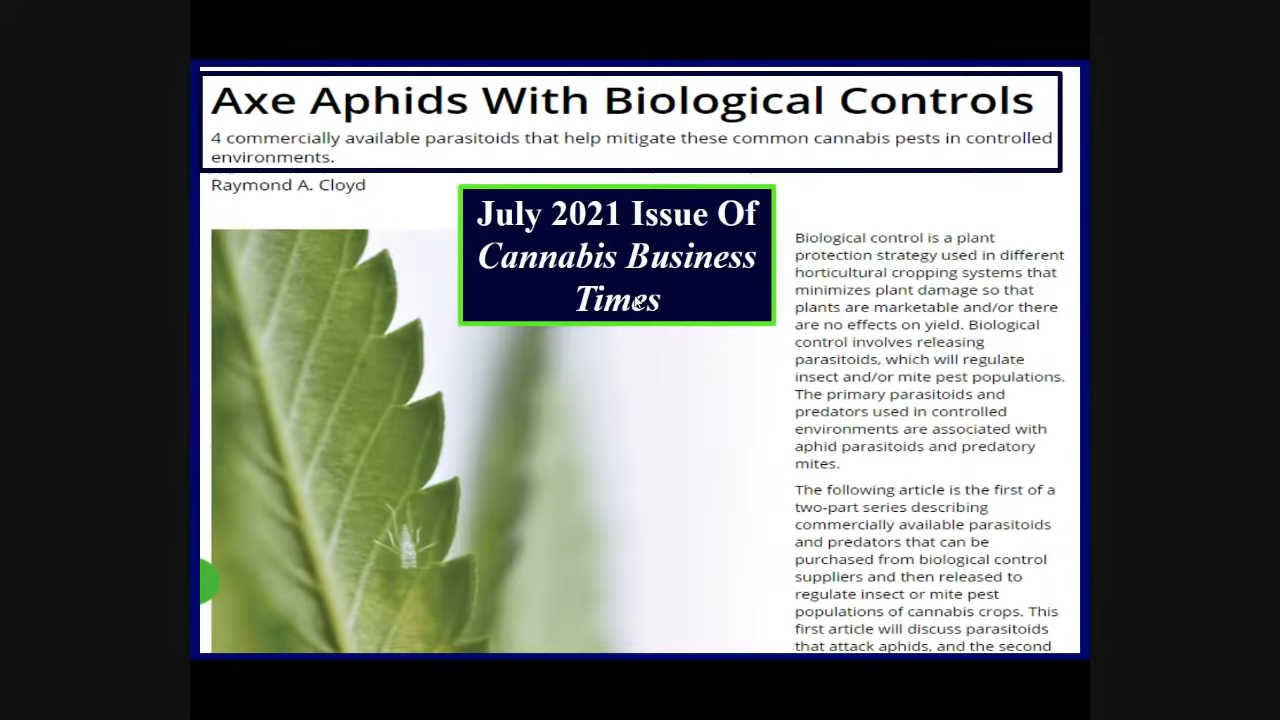 Axe Aphids With Biological Controls
4 commercially available parasitoids that help mitigate these common cannabis pests in controlled
environments.
Raymond A. Cloyd
July 2021 Issue Of
Cannabis Business
Times
Biological control is a plant
protection strategy used in different
horticultural cropping systems that
minimizes plant damage so that
plants are marketable and/or there
are no effects on yield. Biological
control involves releasing
parasitoids, which will regulate
insect and/or mite pest populations.
The primary parasitoids and
predators used in controlled
environments are associated with
aphid parasitoids and predatory
mites.
The following article is the first of a
two-part series describing
commercially available parasitoids
and predators that can be
purchased from biological control
suppliers and then released to
regulate insect or mite pest
populations of cannabis crops. This
first article will discuss parasitoids
that attack aphids, and the second